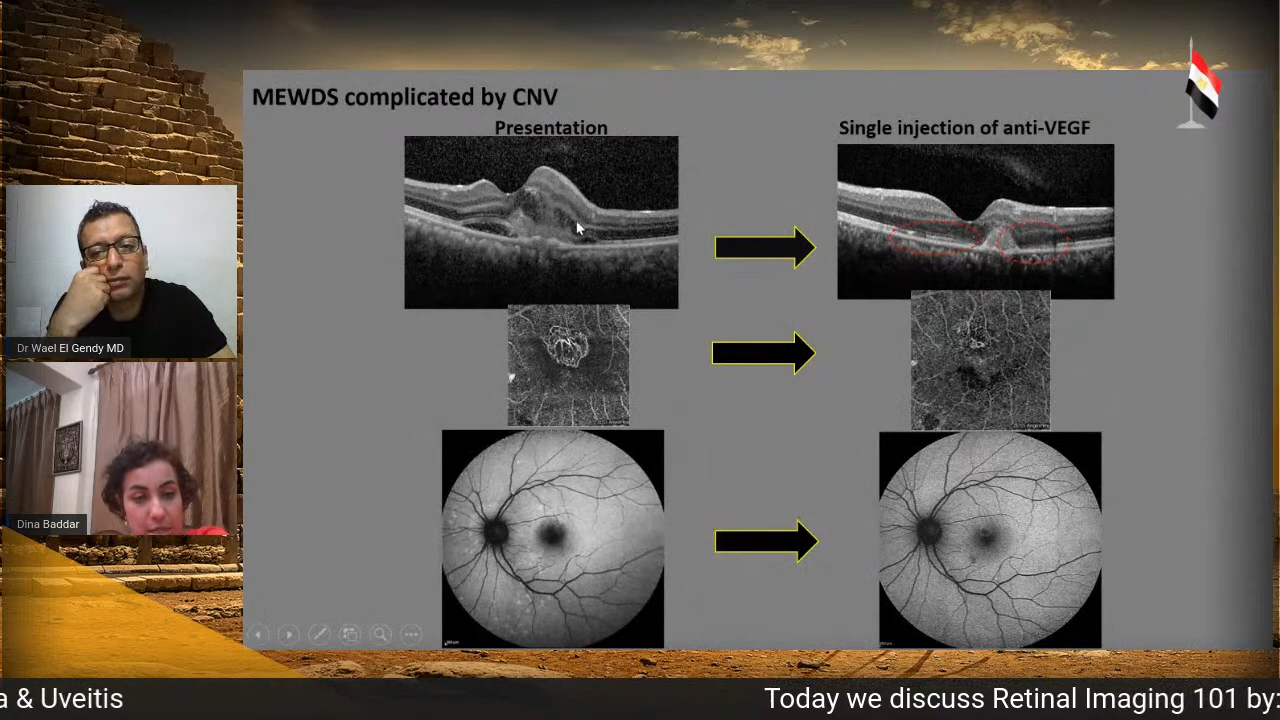 MEWDS complicated by CNV
Presentation
Single injection of anti-VEGF
Dr Wael El Gendy MD
Dina Baddar
a & Uveitis
Today we discuss Retinal Imaging 101 by: